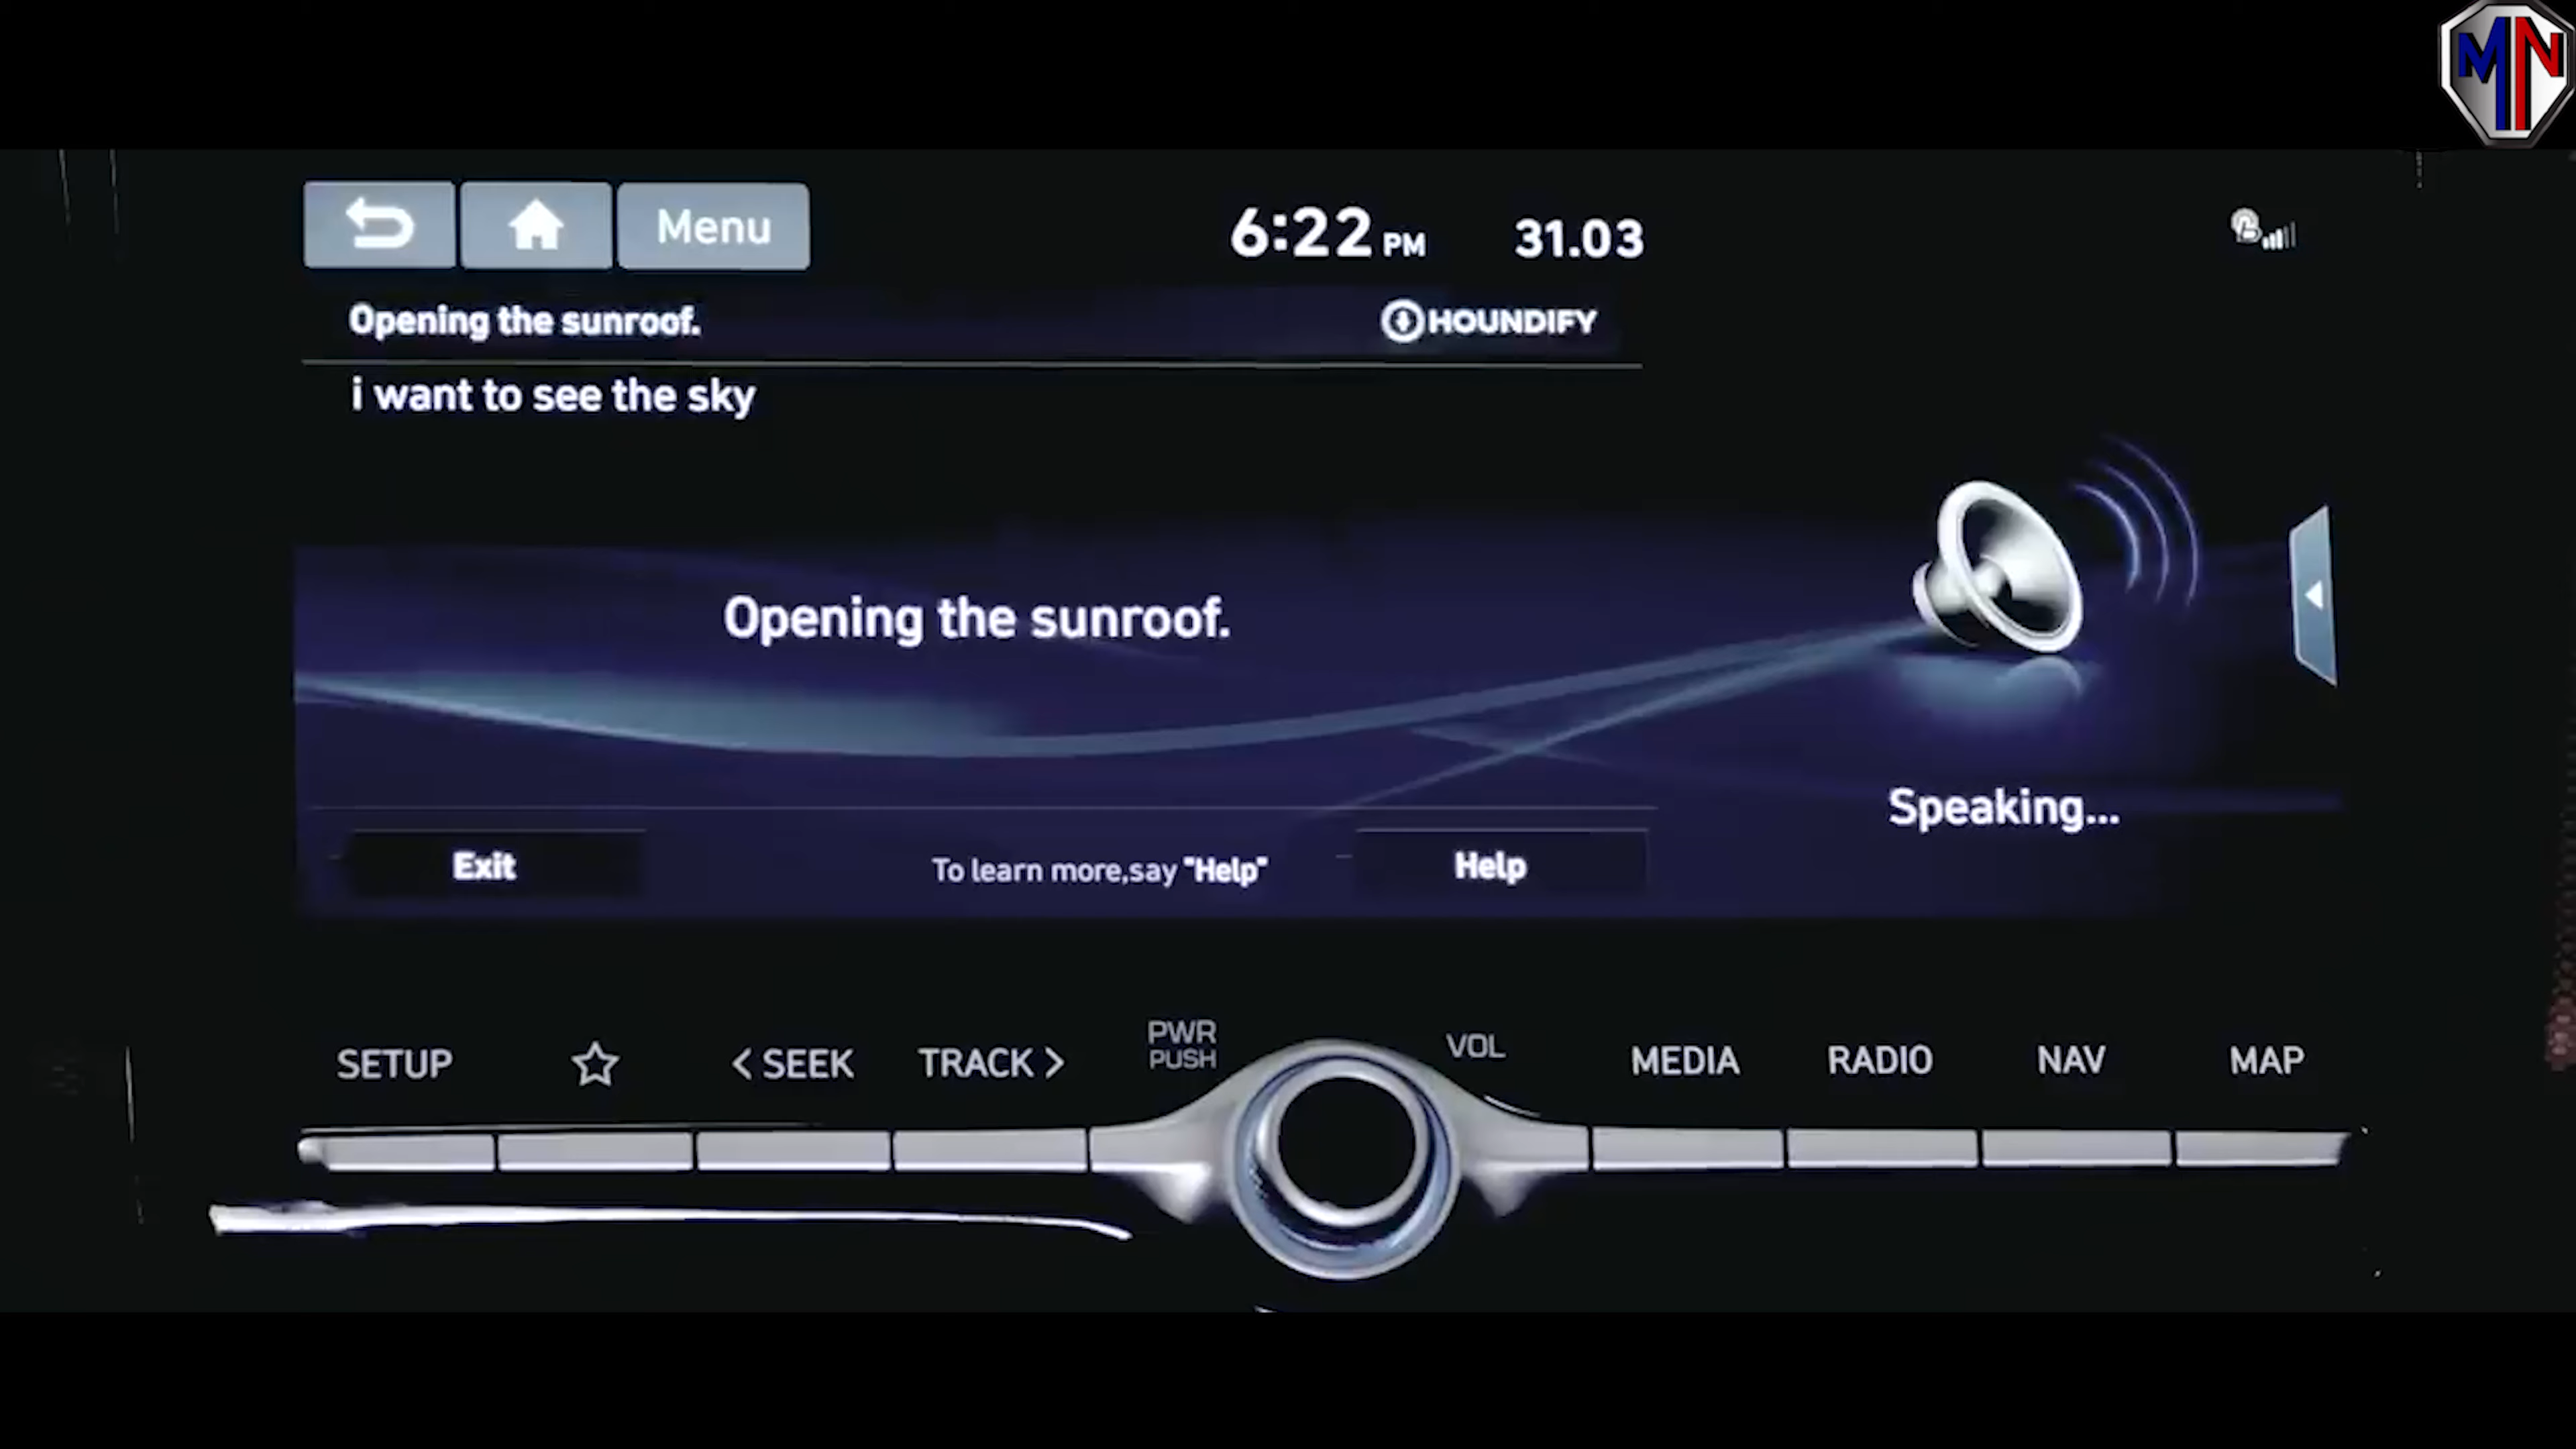 MN
Menu
6:22 PM 31.03
Opening the sunroof.
HOUNDIFY
i want to see the sky
Opening the sunroof.
Speaking...
Exit
To learn more,say "Help"
Help
SETUP
< SEEK
TRACK >
PWR
PUSH
VOL
MEDIA
RADIO
NAV
MAP